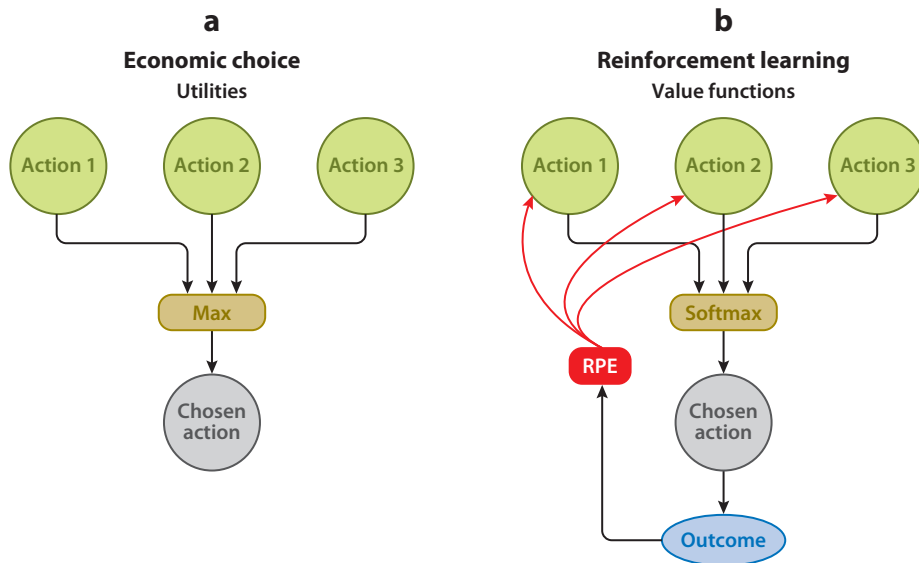 a
Economic choice
Utilities
Action 1
Action 2
Action 3
Max
Chosen
action
b
Reinforcement learning
Value functions
Action 1
Action 2
Action 3
Softmax
RPE
Chosen
action
Outcome